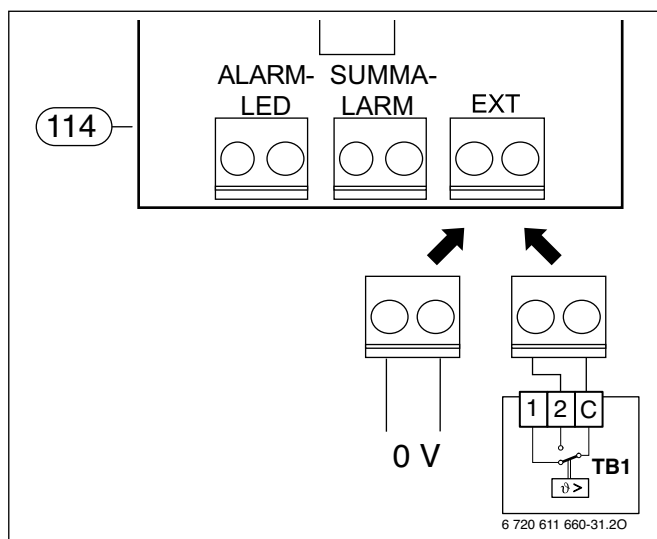 ALARM-
LED
SUMMA-
LARM
EXT
114
1 2 C
0 V
TB1
ϑ >
6 720 611 660-31.2O